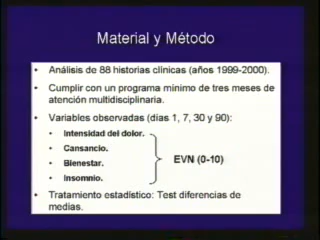 Material y Método
• Análisis de 88 historias clínicas (años 1999-2000).
• Cumplir con un programa mínimo de tres meses de
atención multidisciplinaria.
• Variables observadas (días 1, 7, 30 y 90):
• Intensidad del dolor.
• Cansancio.
• Bienestar.
• Insomnio.
EVN (0-10)
• Tratamiento estadístico: Test diferencias de
medias.